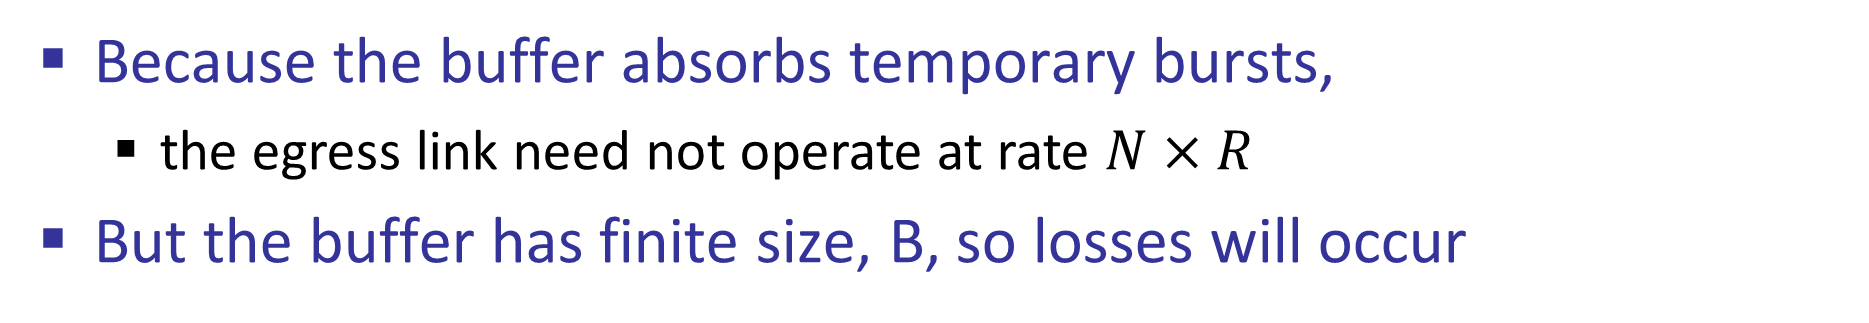 ▪ Because the buffer absorbs temporary bursts,
▪ the egress link need not operate at rate N × R
▪ But the buffer has finite size, B, so losses will occur